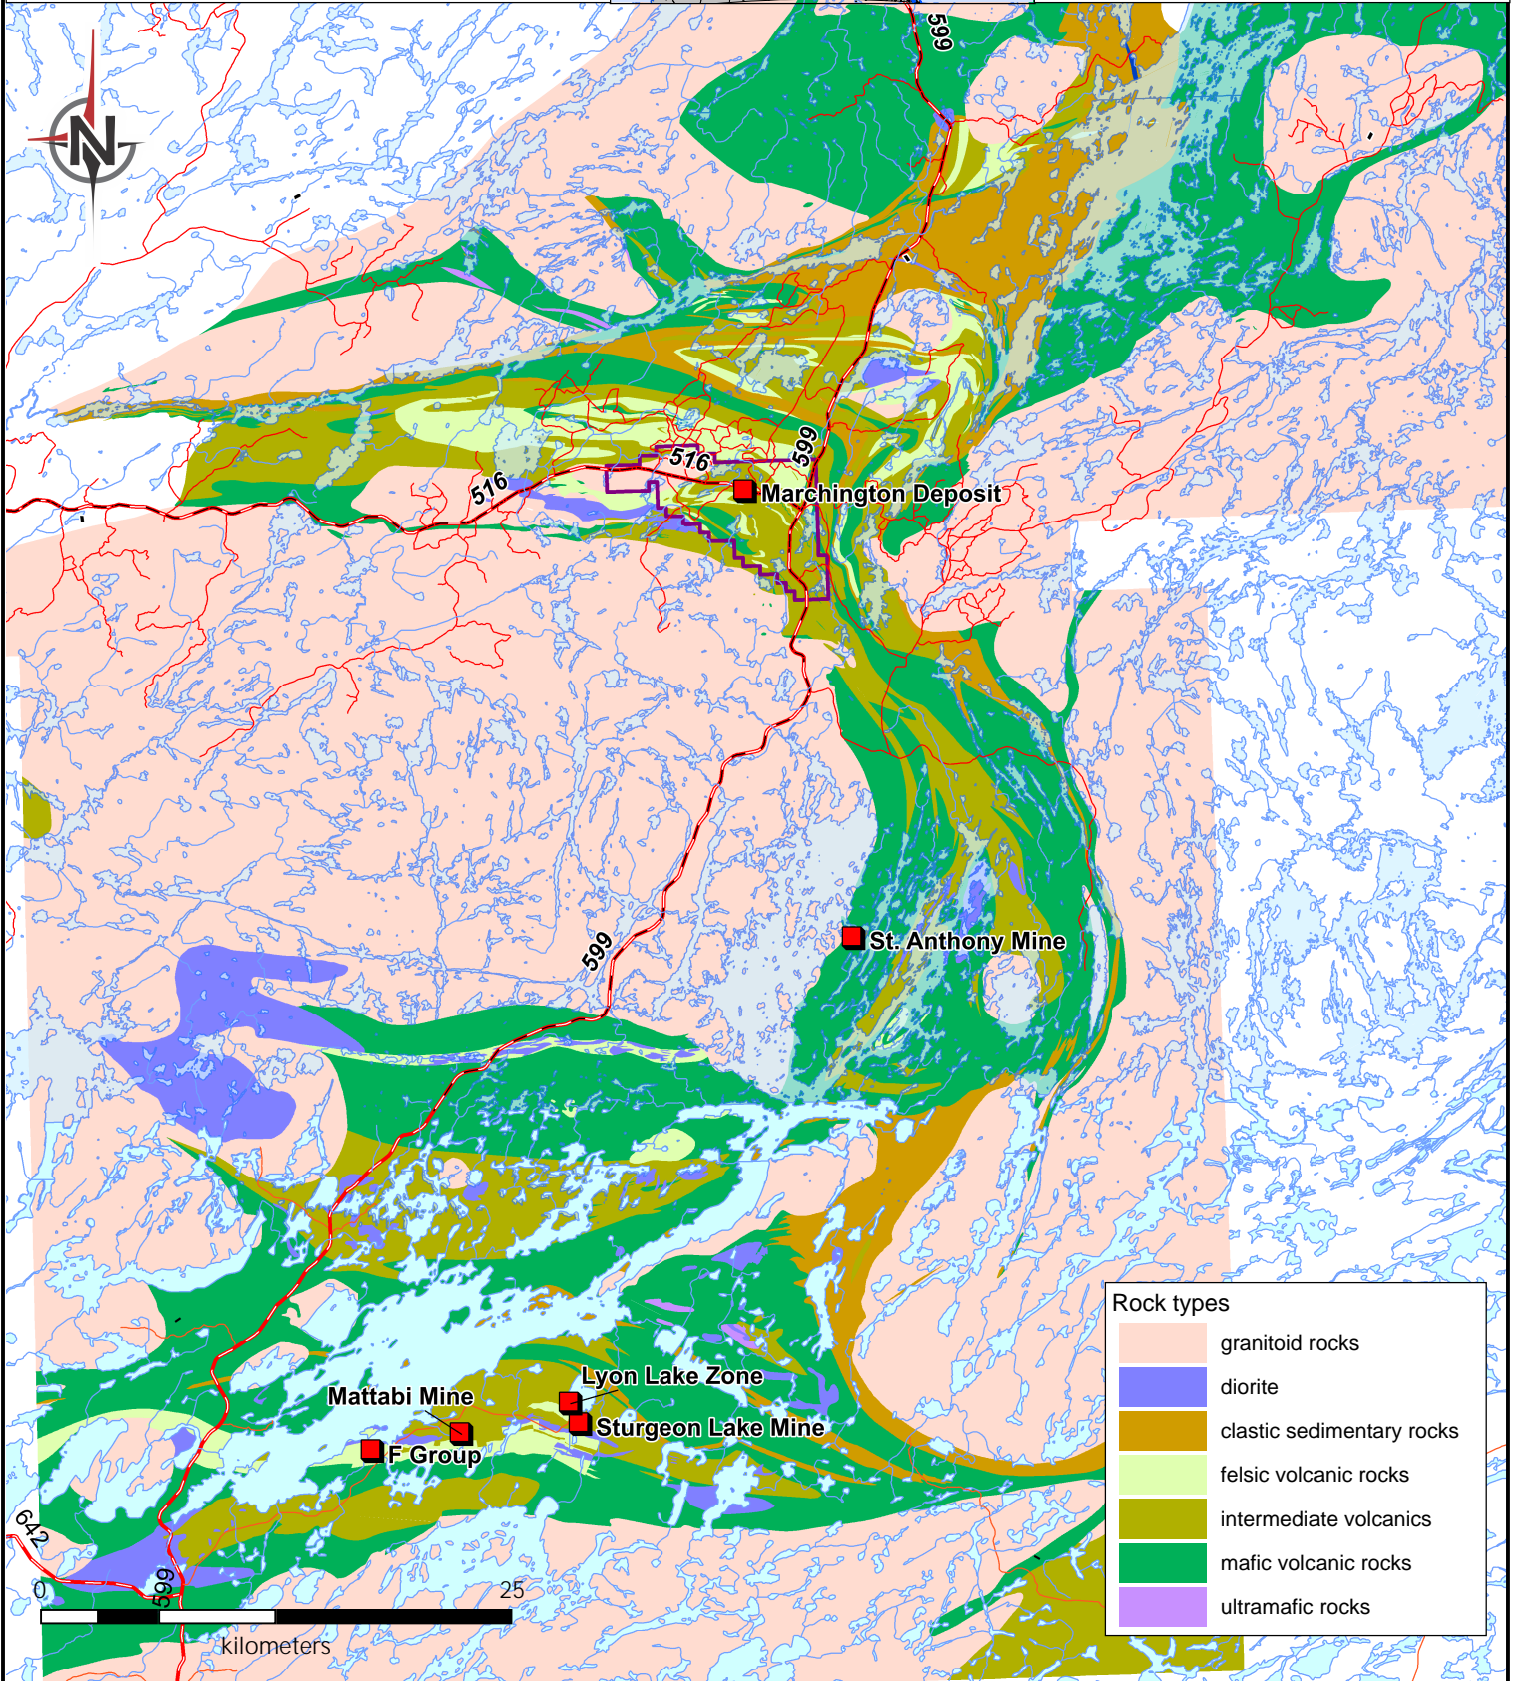 599
N
599
516
516
Marchington Deposit
St. Anthony Mine
599
Rock types
granitoid rocks
diorite
clastic sedimentary rocks
felsic volcanic rocks
intermediate volcanics
mafic volcanic rocks
ultramafic rocks
Lyon Lake Zone
Mattabi Mine
Sturgeon Lake Mine
F Group
642
599
0 25
kilometers